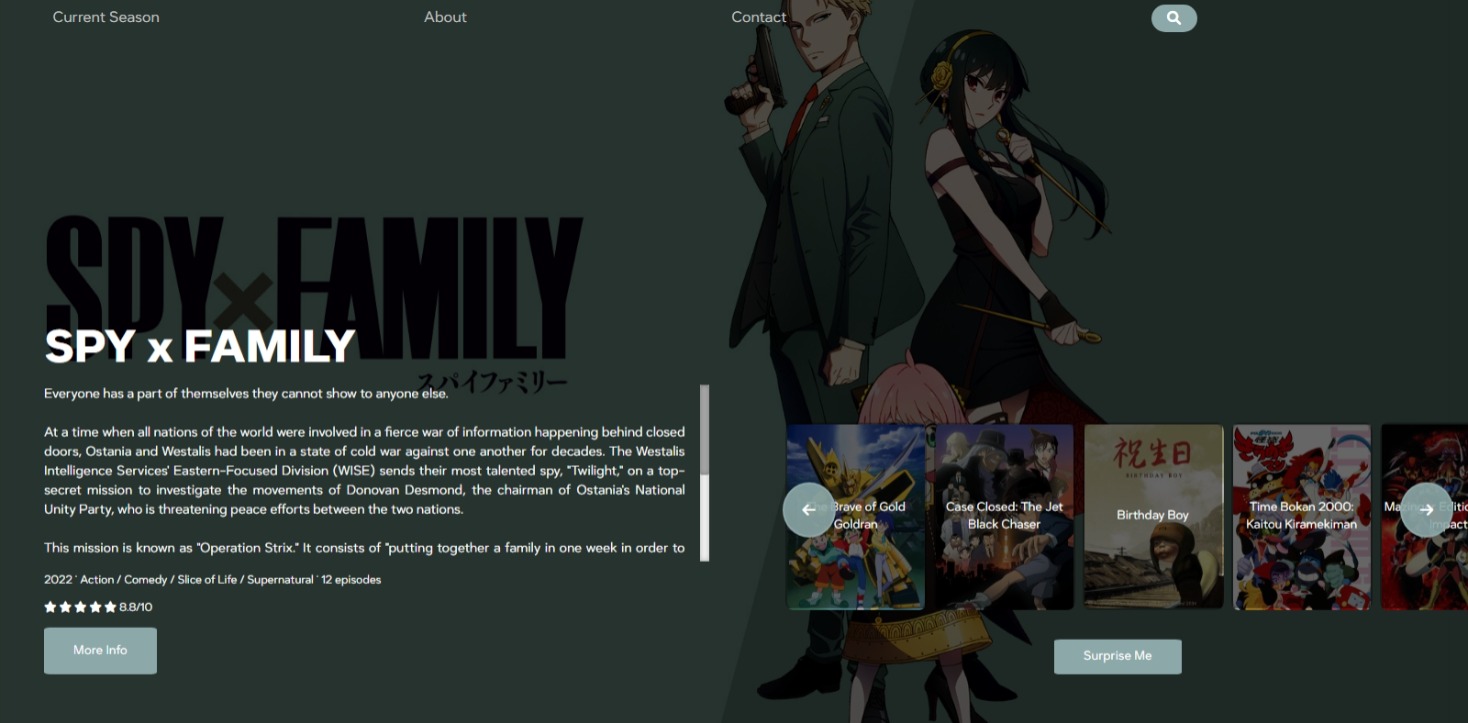 Current Season
About
Contact
SPY×FAMILY
SPY x FAMILY
スパイファミリー
Everyone has a part of themselves they cannot show to anyone else.
At a time when all nations of the world were involved in a fierce war of information happening behind closed
doors, Ostania and Westalis had been in a state of cold war against one another for decades. The Westalis
Intelligence Services' Eastern-Focused Division (WISE) sends their most talented spy, "Twilight," on a top-
secret mission to investigate the movements of Donovan Desmond, the chairman of Ostania's National
Unity Party, who is threatening peace efforts between the two nations.
This mission is known as "Operation Strix." It consists of "putting together a family in one week in order to
2022 · Action / Comedy / Slice of Life / Supernatural · 12 episodes
8.8/10
More Info
Brave of Gold
Goldran
Case Closed: The Jet
Black Chaser
祝生日
BIRTHDAY BOY
Birthday Boy
Time Bokan 2000:
Kaitou Kiramekiman
Impact
Surprise Me